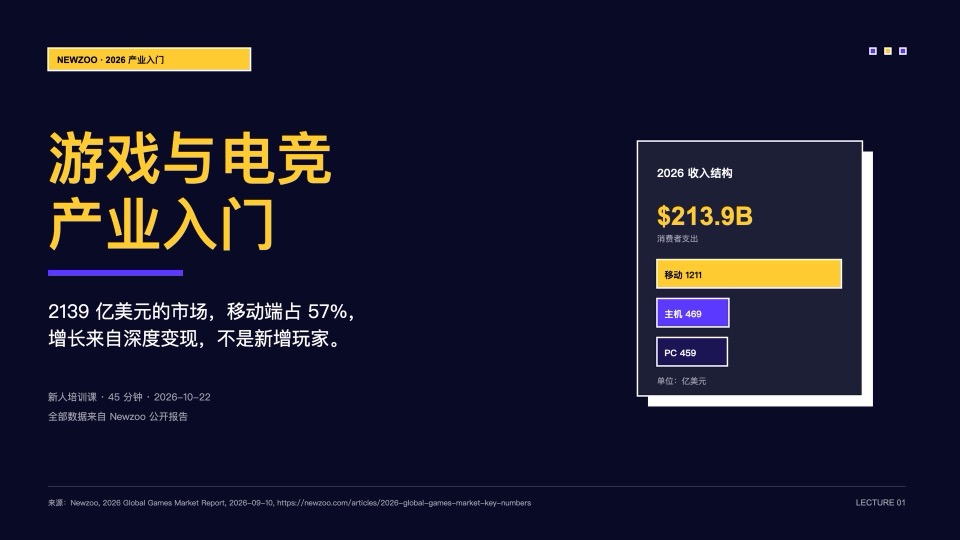 NEWZOO · 2026 产业入门
游戏与电竞
产业入门
2139 亿美元的市场，移动端占 57%，
增长来自深度变现，不是新增玩家。
新人培训课 · 45 分钟 · 2026-10-22
全部数据来自 Newzoo 公开报告
2026 收入结构
$213.9B
消费者支出
移动 1211
主机 469
PC 459
单位：亿美元
来源：Newzoo, 2026 Global Games Market Report, 2026-09-10, https://newzoo.com/articles/2026-global-games-market-key-numbers
LECTURE 01